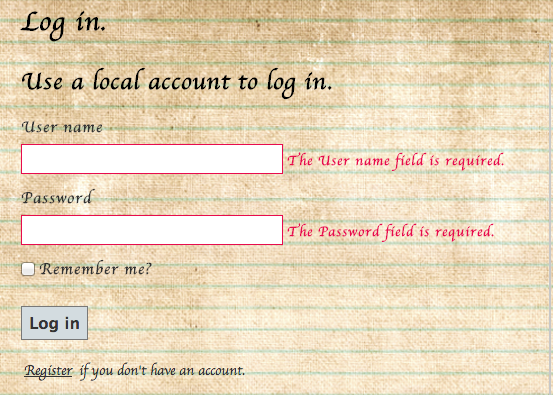 Log in.
Use a local account to log in.
User name
The User name field is required.
Password
The Password field is required.
Remember me?
Log in
Register if you don't have an account.